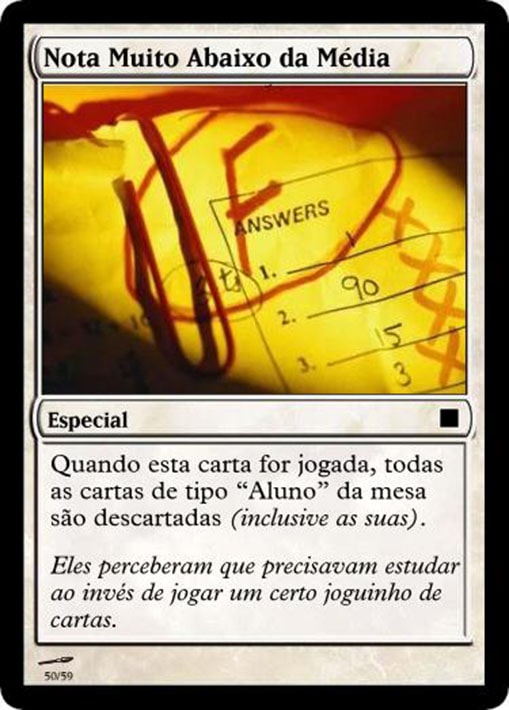 Nota Muito Abaixo da Média
F
ANSWERS
1.
90
2.
15
3.
3
Especial
Quando esta carta for jogada, todas
as cartas de tipo “Aluno” da mesa
são descartadas (inclusive as suas).
Eles perceberam que precisavam estudar
ao invés de jogar um certo joguinho de
cartas.
50/59